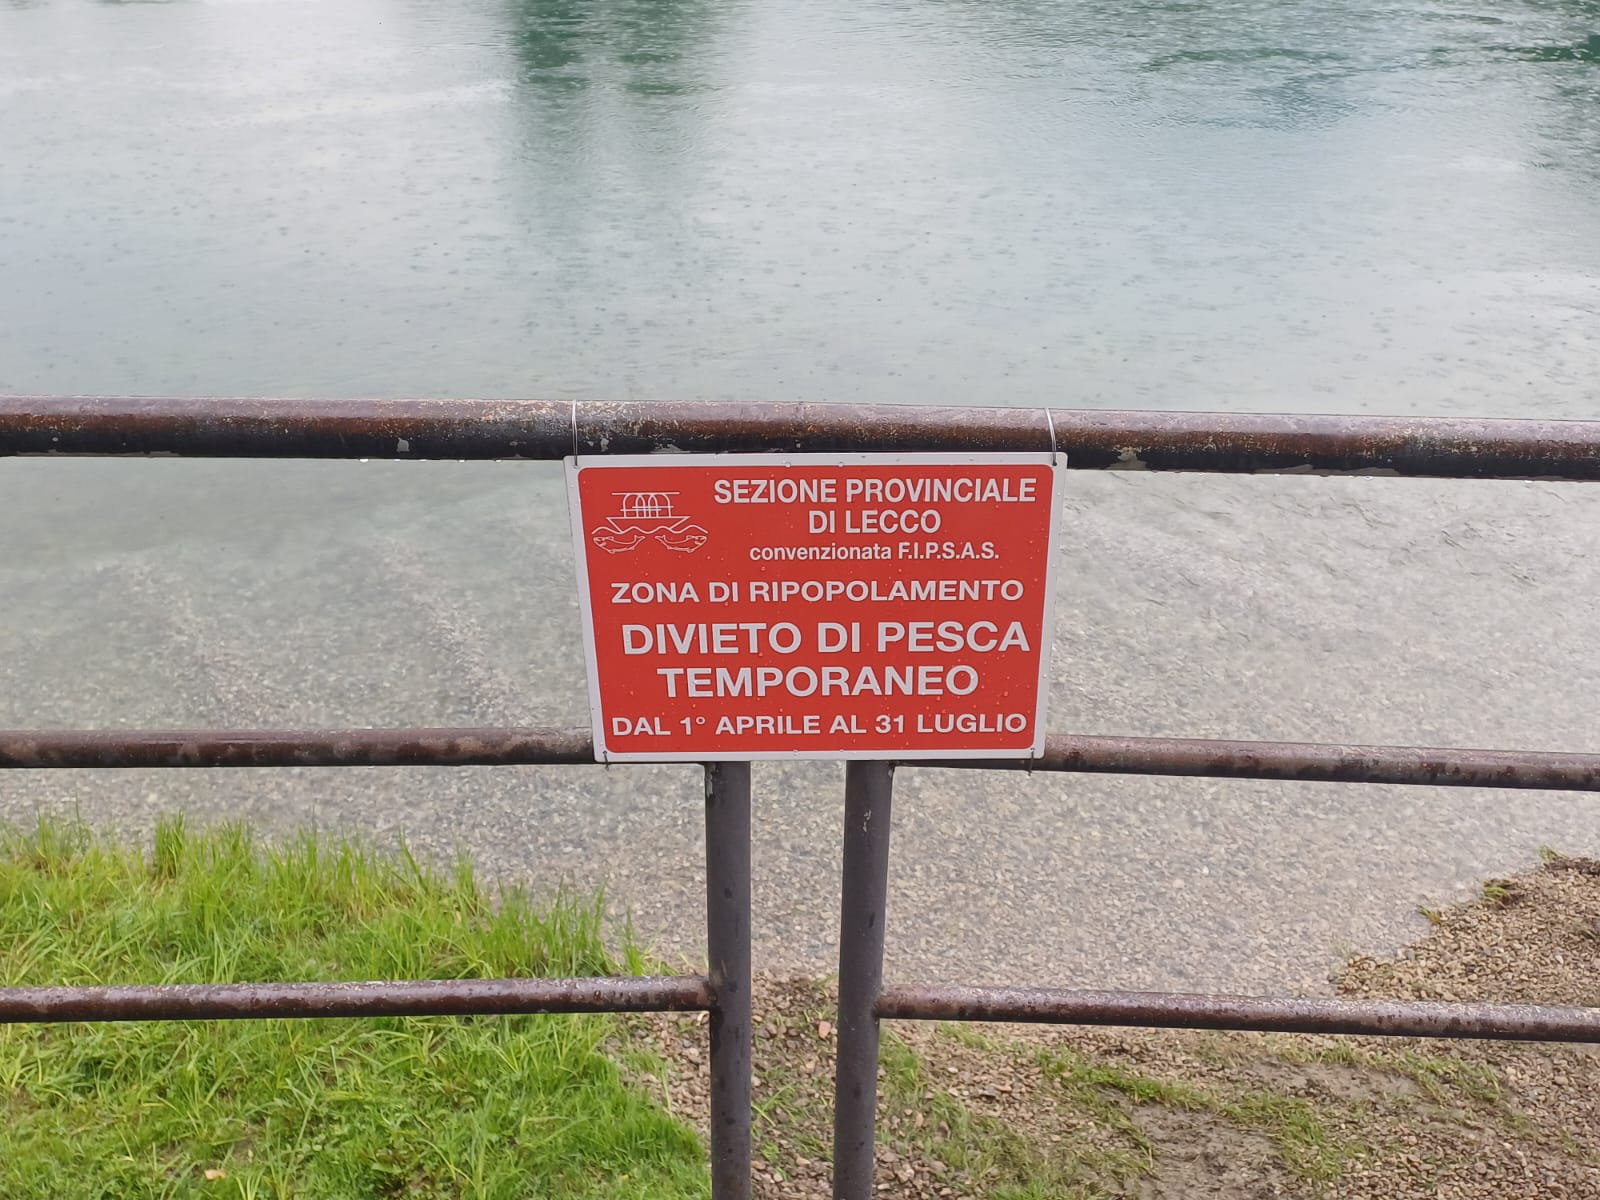 SEZIONE PROVINCIALE
DI LECCO
convenzionata F.I.P.S.A.S.
ZONA DI RIPOPOLAMENTO
DIVIETO DI PESCA
TEMPORANEO
DAL 1° APRILE AL 31 LUGLIO